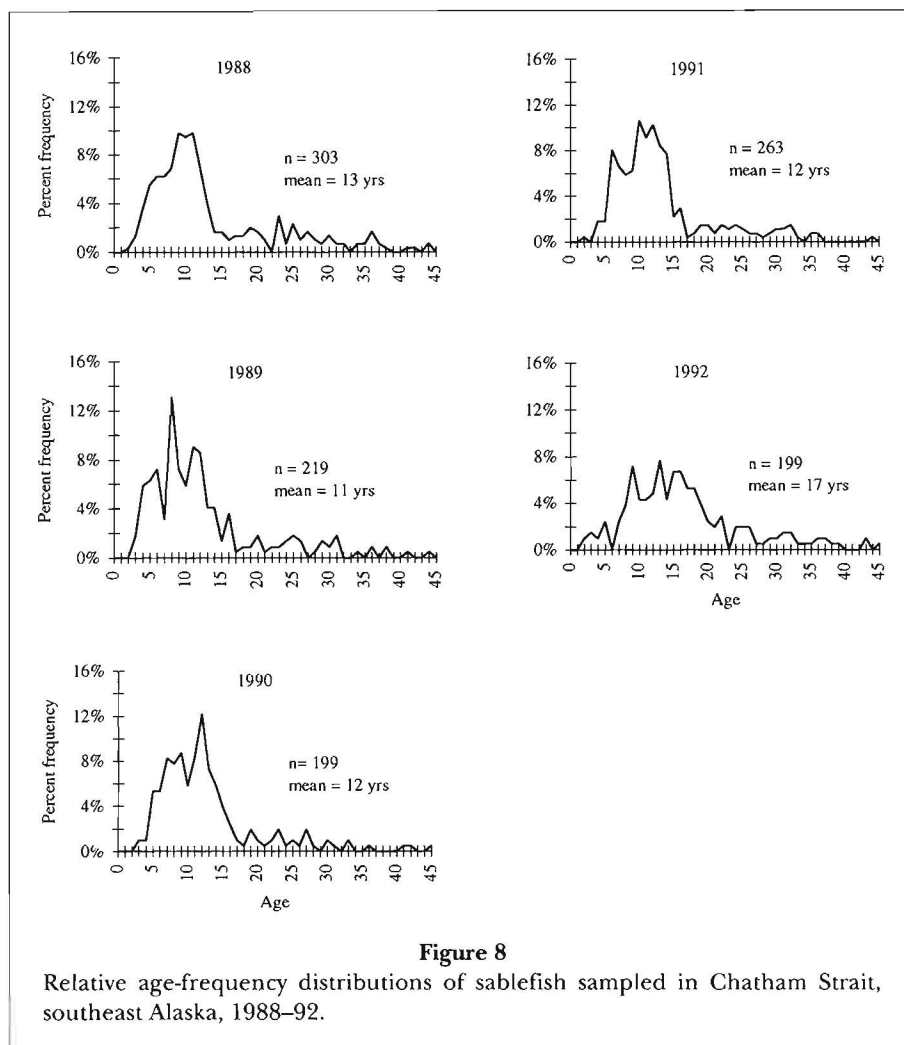 1988
Percent frequency
16%
12%
8%
4%
0%
n = 303
mean = 13 yrs
0 5 10 15 20 25 30 35 40 45
1991
16%
12%
8%
4%
0%
n = 263
mean = 12 yrs
0 5 10 15 20 25 30 35 40 45
1989
Percent frequency
16%
12%
8%
4%
0%
n = 219
mean = 11 yrs
0 5 10 15 20 25 30 35 40 45
1992
16%
12%
8%
4%
0%
n = 199
mean = 17 yrs
0 5 10 15 20 25 30 35 40 45
Age
1990
Percent frequency
16%
12%
8%
4%
0%
n= 199
mean = 12 yrs
0 5 10 15 20 25 30 35 40 45
Age
Figure 8
Relative age-frequency distributions of sablefish sampled in Chatham Strait,
southeast Alaska, 1988–92.